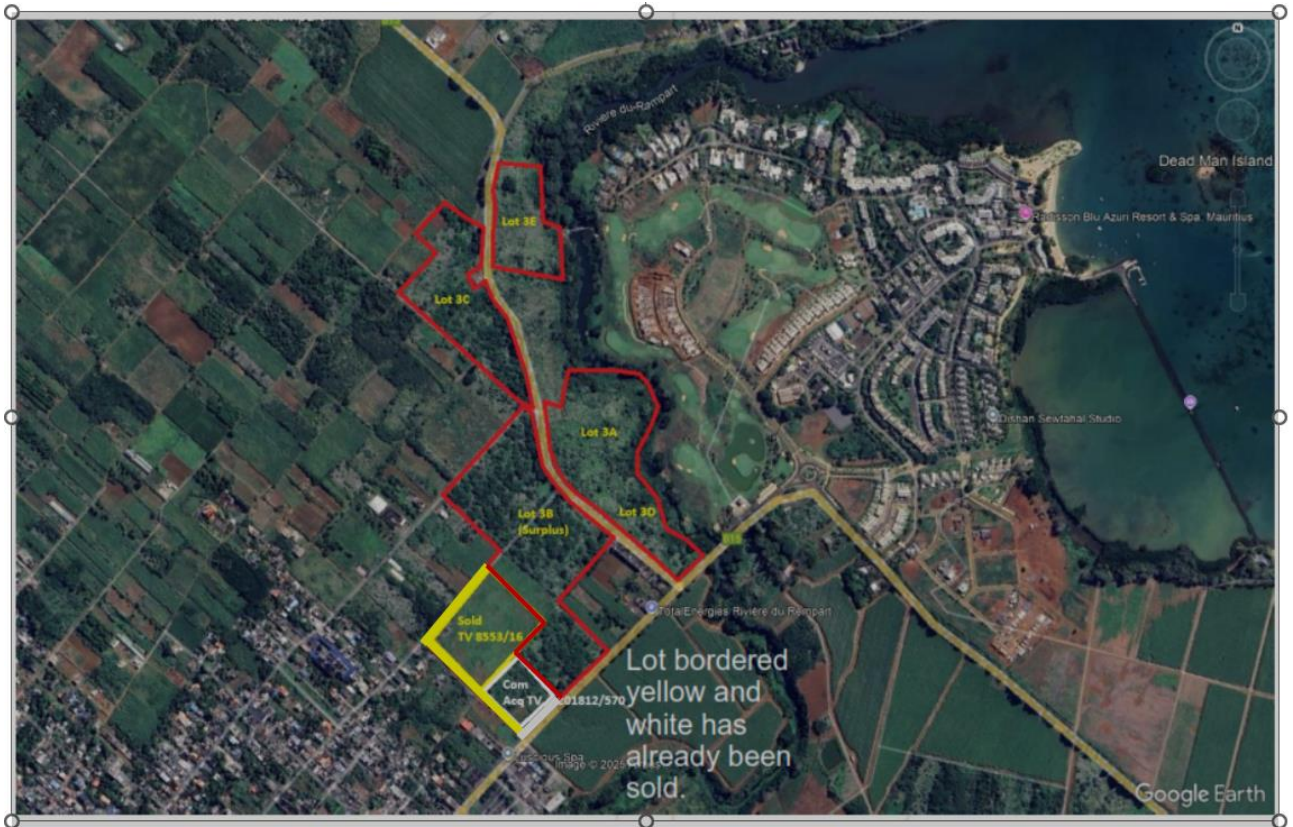 N
Rivière du Rempart
Dead Man Island
Lot 3E
Radisson Blu Azuri Resort & Spa, Mauritius
Lot 3C
Dishan Sewtahal Studio
Lot 3A
Lot 3B
(Surplus)
Lot 3D
B15
TotalEnergies Rivière du Rempart
Sold
TV 8553/16
Com
Acq TV
01812/570
Lot bordered
yellow and
white has
already been
sold.
Spa
Image © 2025
Google Earth